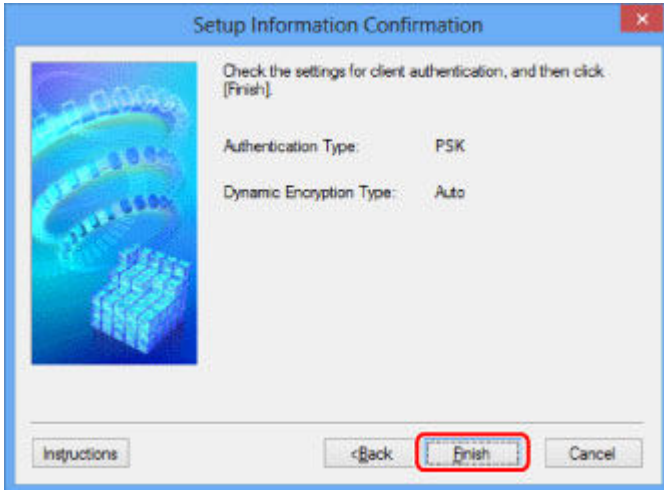 Setup Information Confirmation
Check the settings for client authentication, and then click
[Finish].
Authentication Type: PSK
Dynamic Encryption Type: Auto
Instructions <Back Finish Cancel